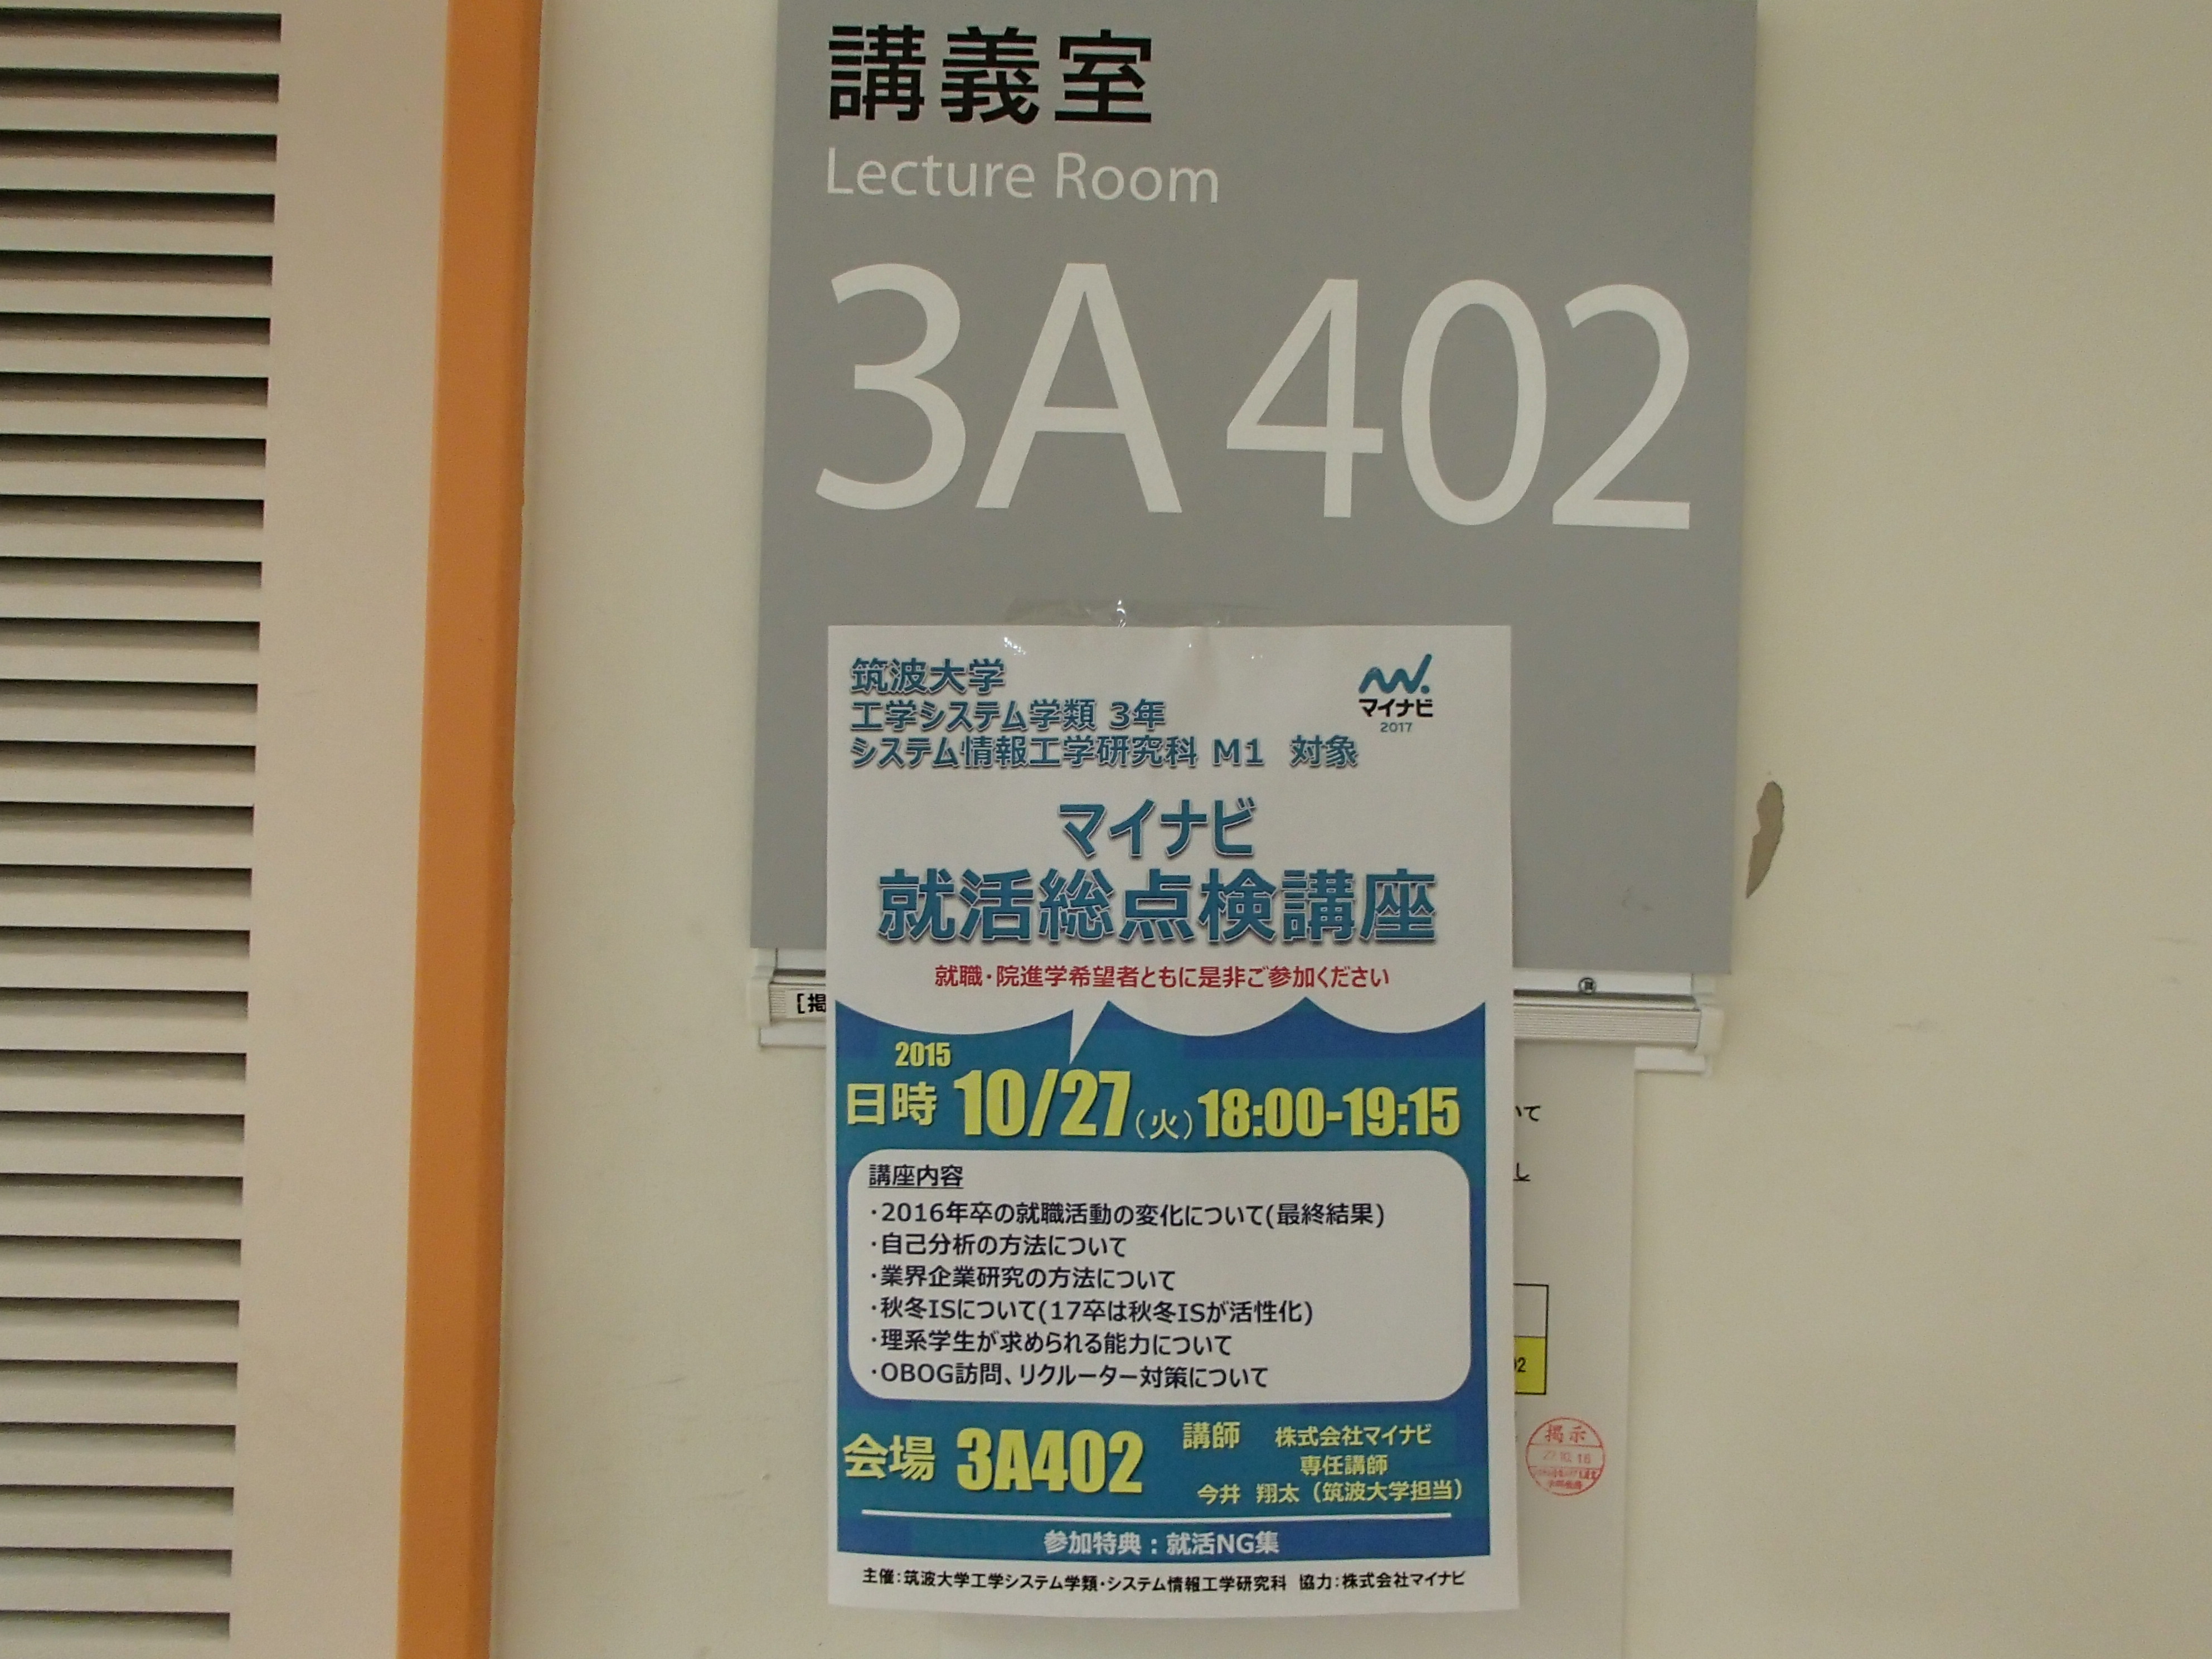 講義室
Lecture Room
3A402
筑波大学
工学システム学類 3年
システム情報工学研究科 M1 対象
マイナビ
2017
マイナビ
就活総点検講座
就職・院進学希望者ともに是非ご参加ください
[掲
2015
日時 10/27(火) 18:00-19:15
いて
講座内容
・2016年卒の就職活動の変化について(最終結果)
・自己分析の方法について
・業界企業研究の方法について
・秋冬ISについて(17卒は秋冬ISが活性化)
・理系学生が求められる能力について
・OBOG訪問、リクルーター対策について
02
会場 3A402
講師 株式会社マイナビ
専任講師
今井 翔太（筑波大学担当）
掲示
27.10.16
参加特典：就活NG集
主催：筑波大学工学システム学類・システム情報工学研究科 協力：株式会社マイナビ